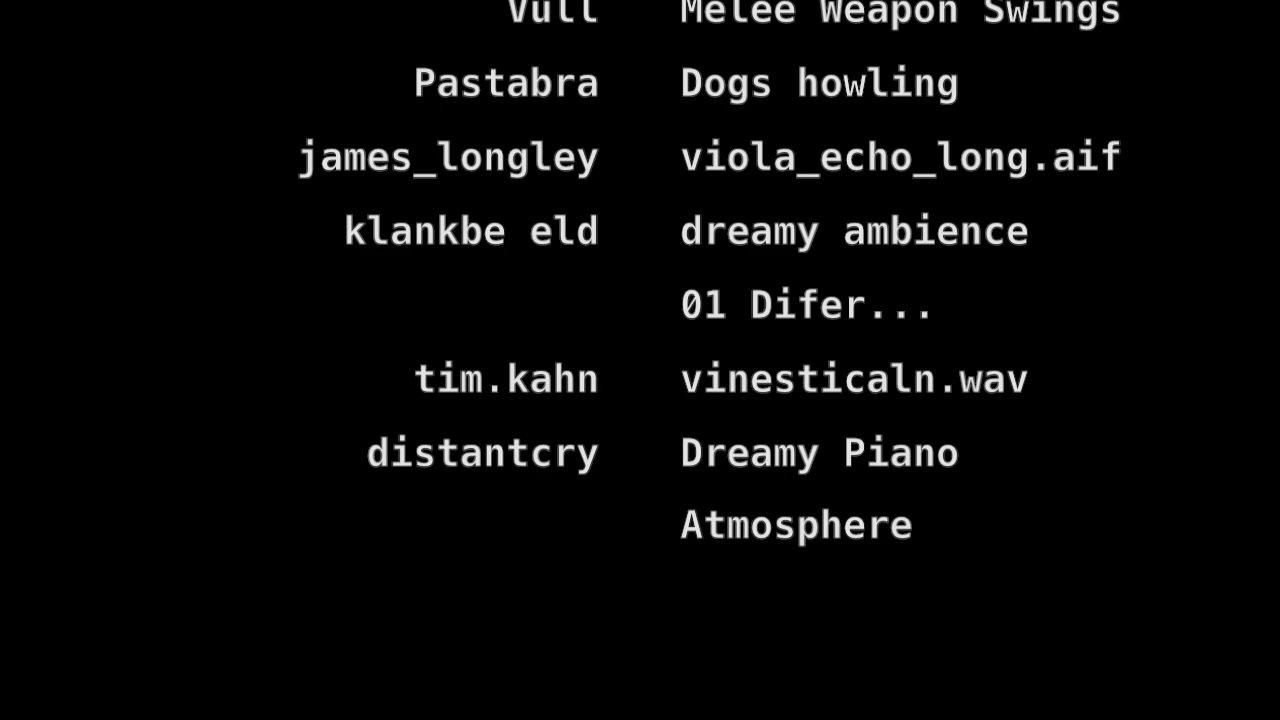 Vull Melee Weapon Swings
Pastabra Dogs howling
james_longley viola_echo_long.aif
klankbe eld dreamy ambience
01 Difer...
tim.kahn vinesticaln.wav
distantcry Dreamy Piano
Atmosphere